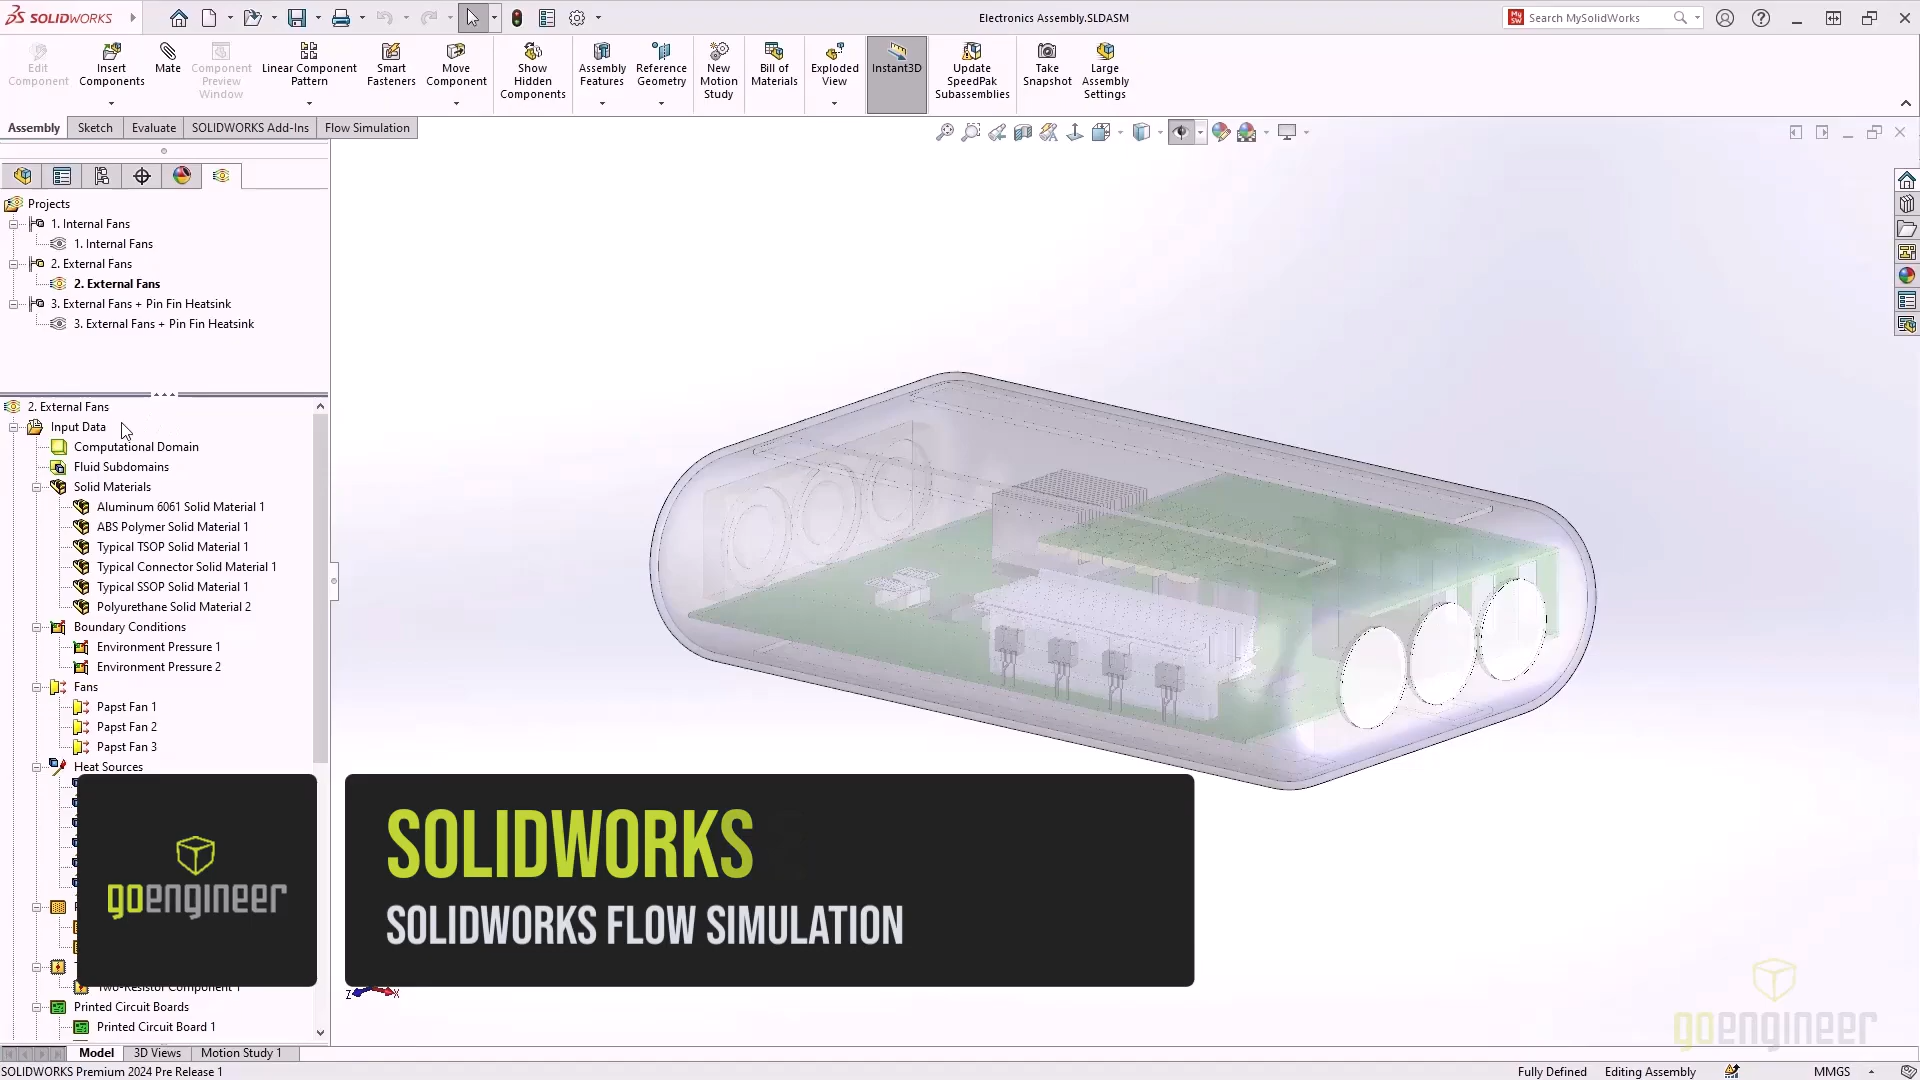 SOLIDWORKS
Electronics Assembly.SLDASM
Search MySolidWorks
Edit Component
Insert Components
Mate
Component Preview Window
Linear Component Pattern
Smart Fasteners
Move Component
Show Hidden Components
Assembly Features
Reference Geometry
New Motion Study
Bill of Materials
Exploded View
Instant3D
Update SpeedPak Subassemblies
Take Snapshot
Large Assembly Settings
Assembly
Sketch
Evaluate
SOLIDWORKS Add-Ins
Flow Simulation
Projects
1. Internal Fans
1. Internal Fans
2. External Fans
2. External Fans
3. External Fans + Pin Fin Heatsink
3. External Fans + Pin Fin Heatsink
2. External Fans
Input Data
Computational Domain
Fluid Subdomains
Solid Materials
Aluminum 6061 Solid Material 1
ABS Polymer Solid Material 1
Typical TSOP Solid Material 1
Typical Connector Solid Material 1
Typical SSOP Solid Material 1
Polyurethane Solid Material 2
Boundary Conditions
Environment Pressure 1
Environment Pressure 2
Fans
Papst Fan 1
Papst Fan 2
Papst Fan 3
Heat Sources
Two-Resistor Component 1
Printed Circuit Boards
Printed Circuit Board 1
goengineer
SOLIDWORKS
SOLIDWORKS FLOW SIMULATION
Z X
goengineer
Model
3D Views
Motion Study 1
SOLIDWORKS Premium 2024 Pre Release 1
Fully Defined
Editing Assembly
MMGS